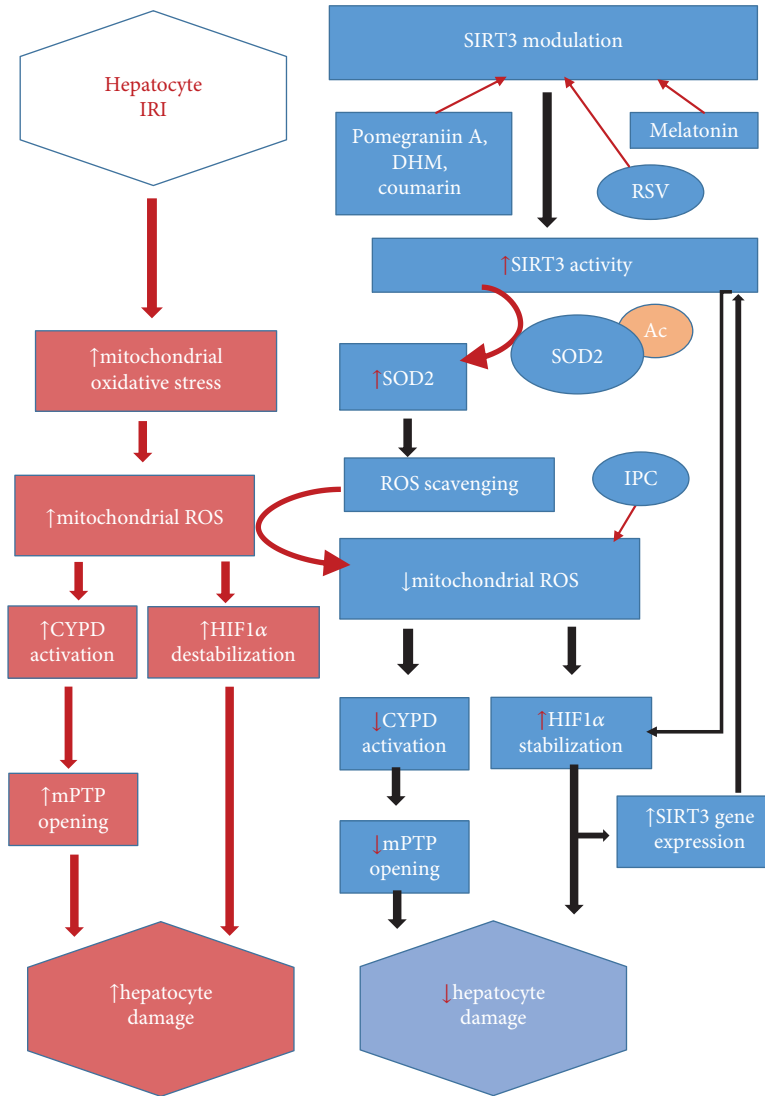 Hepatocyte
IRI
↑mitochondrial
oxidative stress
↑mitochondrial ROS
↑CYPD
activation
↑HIF1α
destabilization
↑mPTP
opening
↑hepatocyte
damage
SIRT3 modulation
Pomegraniin A,
DHM,
coumarin
RSV
Melatonin
↑SIRT3 activity
SOD2
Ac
↑SOD2
ROS scavenging
IPC
↓mitochondrial ROS
↓CYPD
activation
↑HIF1α
stabilization
↑SIRT3 gene
expression
↓mPTP
opening
↓hepatocyte
damage